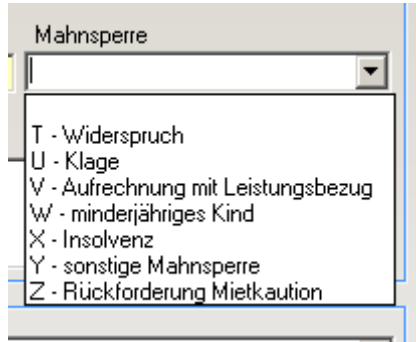 Mahnsperre
T - Widerspruch
U - Klage
V - Aufrechnung mit Leistungsbezug
W - minderjähriges Kind
X - Insolvenz
Y - sonstige Mahnsperre
Z - Rückforderung Mietkaution